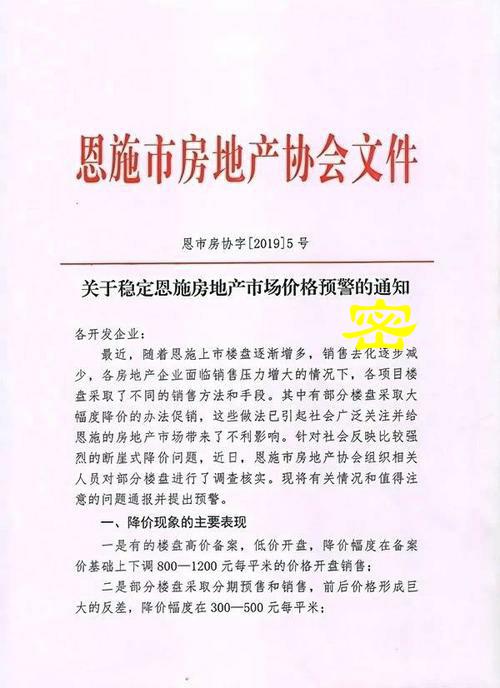 恩施市房地产协会文件
恩市房协字[2019]5号
关于稳定恩施房地产市场价格预警的通知
密
各开发企业：
最近，随着恩施上市楼盘逐渐增多，销售去化逐步减
少，各房地产企业面临销售压力增大的情况下，各项目楼
盘采取了不同的销售方法和手段。其中有部分楼盘采取大
幅度降价的办法促销，这些做法已引起社会广泛关注并给
恩施的房地产市场带来了不利影响。针对社会反映比较强
烈的断崖式降价问题，近日，恩施市房地产协会组织相关
人员对部分楼盘进行了调查核实。现将有关情况和值得注
意的问题通报并提出预警。
一、降价现象的主要表现
一是有的楼盘高价备案，低价开盘，降价幅度在备案
价基础上下调800—1200元每平米的价格开盘销售；
二是部分楼盘采取分期预售和销售，前后价格形成巨
大的反差，降价幅度在300—500元每平米；